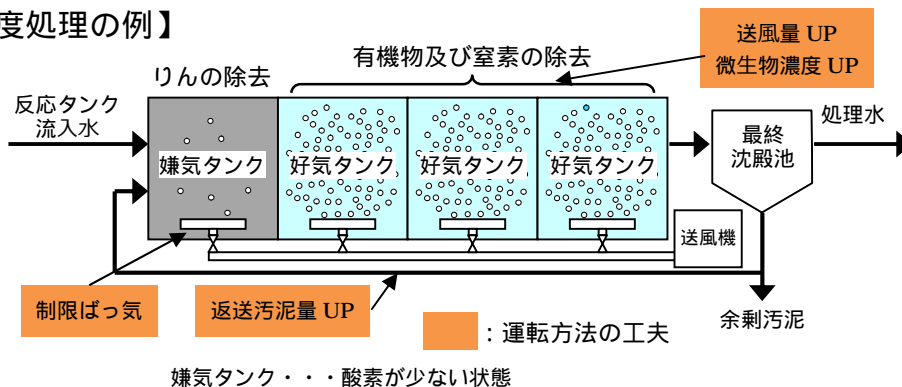 度処理の例】
送風量 UP
微生物濃度 UP
有機物及び窒素の除去
りんの除去
反応タンク
流入水
嫌気タンク
好気タンク
好気タンク
好気タンク
最終
沈殿池
処理水
送風機
制限ばっ気
返送汚泥量 UP
：運転方法の工夫
余剰汚泥
嫌気タンク・・・酸素が少ない状態